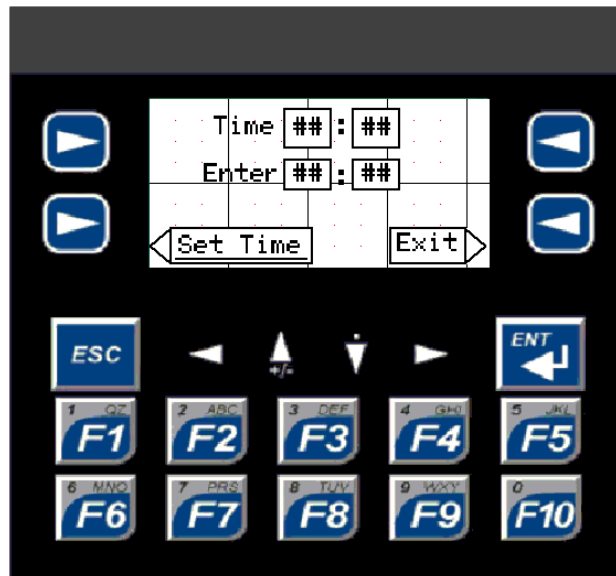 Time ## : ##
Enter ## : ##
Set Time Exit
ESC +/- . ENT
1 QZ 2 ABC 3 DEF 4 GHI 5 JKL
F1 F2 F3 F4 F5
6 MNO 7 PRS 8 TUV 9 WXY 0
F6 F7 F8 F9 F10